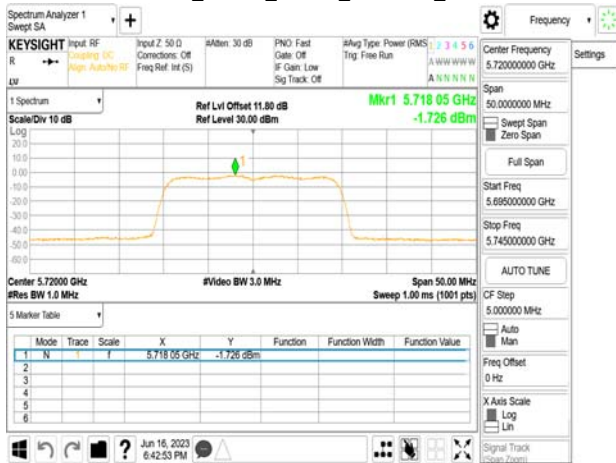 Spectrum Analyzer 1
Swept SA
Frequency
KEYSIGHT
Input: RF
Coupling: DC
Align: Auto/No RF
Input Z: 50 Ω
Corrections: Off
Freq Ref: Int (S)
#Atten: 30 dB
PNO: Fast
Gate: Off
IF Gain: Low
Sig Track: Off
#Avg Type: Power (RMS)
Trig: Free Run
1 2 3 4 5 6
A W W W W W
A N N N N N
R
LV
1 Spectrum
Scale/Div 10 dB
Ref Lvl Offset 11.80 dB
Ref Level 30.00 dBm
Mkr1 5.718 05 GHz
-1.726 dBm
Log
20.0
10.0
0.00
-10.0
-20.0
-30.0
-40.0
-50.0
-60.0
1
Center 5.72000 GHz
#Res BW 1.0 MHz
#Video BW 3.0 MHz
Span 50.00 MHz
Sweep 1.00 ms (1001 pts)
5 Marker Table
Mode Trace Scale X Y Function Function Width Function Value
1 N 1 f 5.718 05 GHz -1.726 dBm
2
3
4
5
6
Jun 16, 2023
6:42:53 PM
Center Frequency
5.720000000 GHz
Settings
Span
50.0000000 MHz
Swept Span
Zero Span
Full Span
Start Freq
5.695000000 GHz
Stop Freq
5.745000000 GHz
AUTO TUNE
CF Step
5.000000 MHz
Auto
Man
Freq Offset
0 Hz
X Axis Scale
Log
Lin
Signal Track
(Span Zoom)